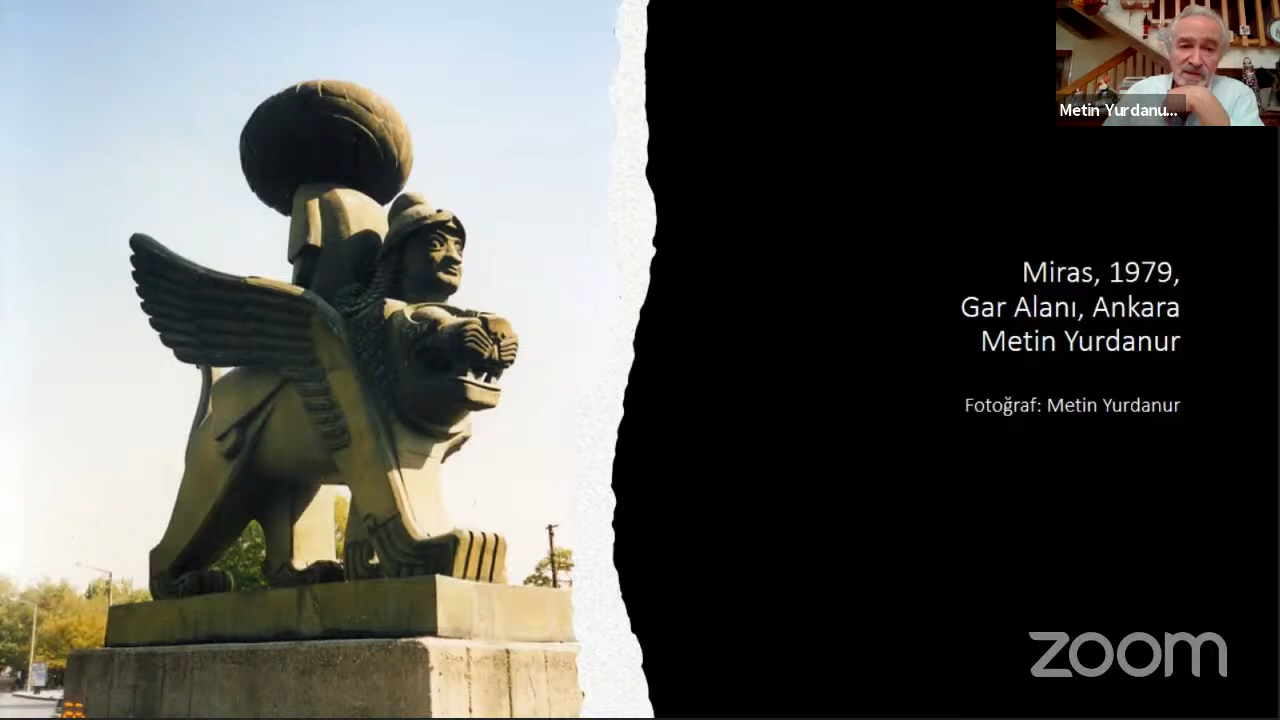 Metin Yurdanu...
Miras, 1979,
Gar Alanı, Ankara
Metin Yurdanur
Fotoğraf: Metin Yurdanur
zoom